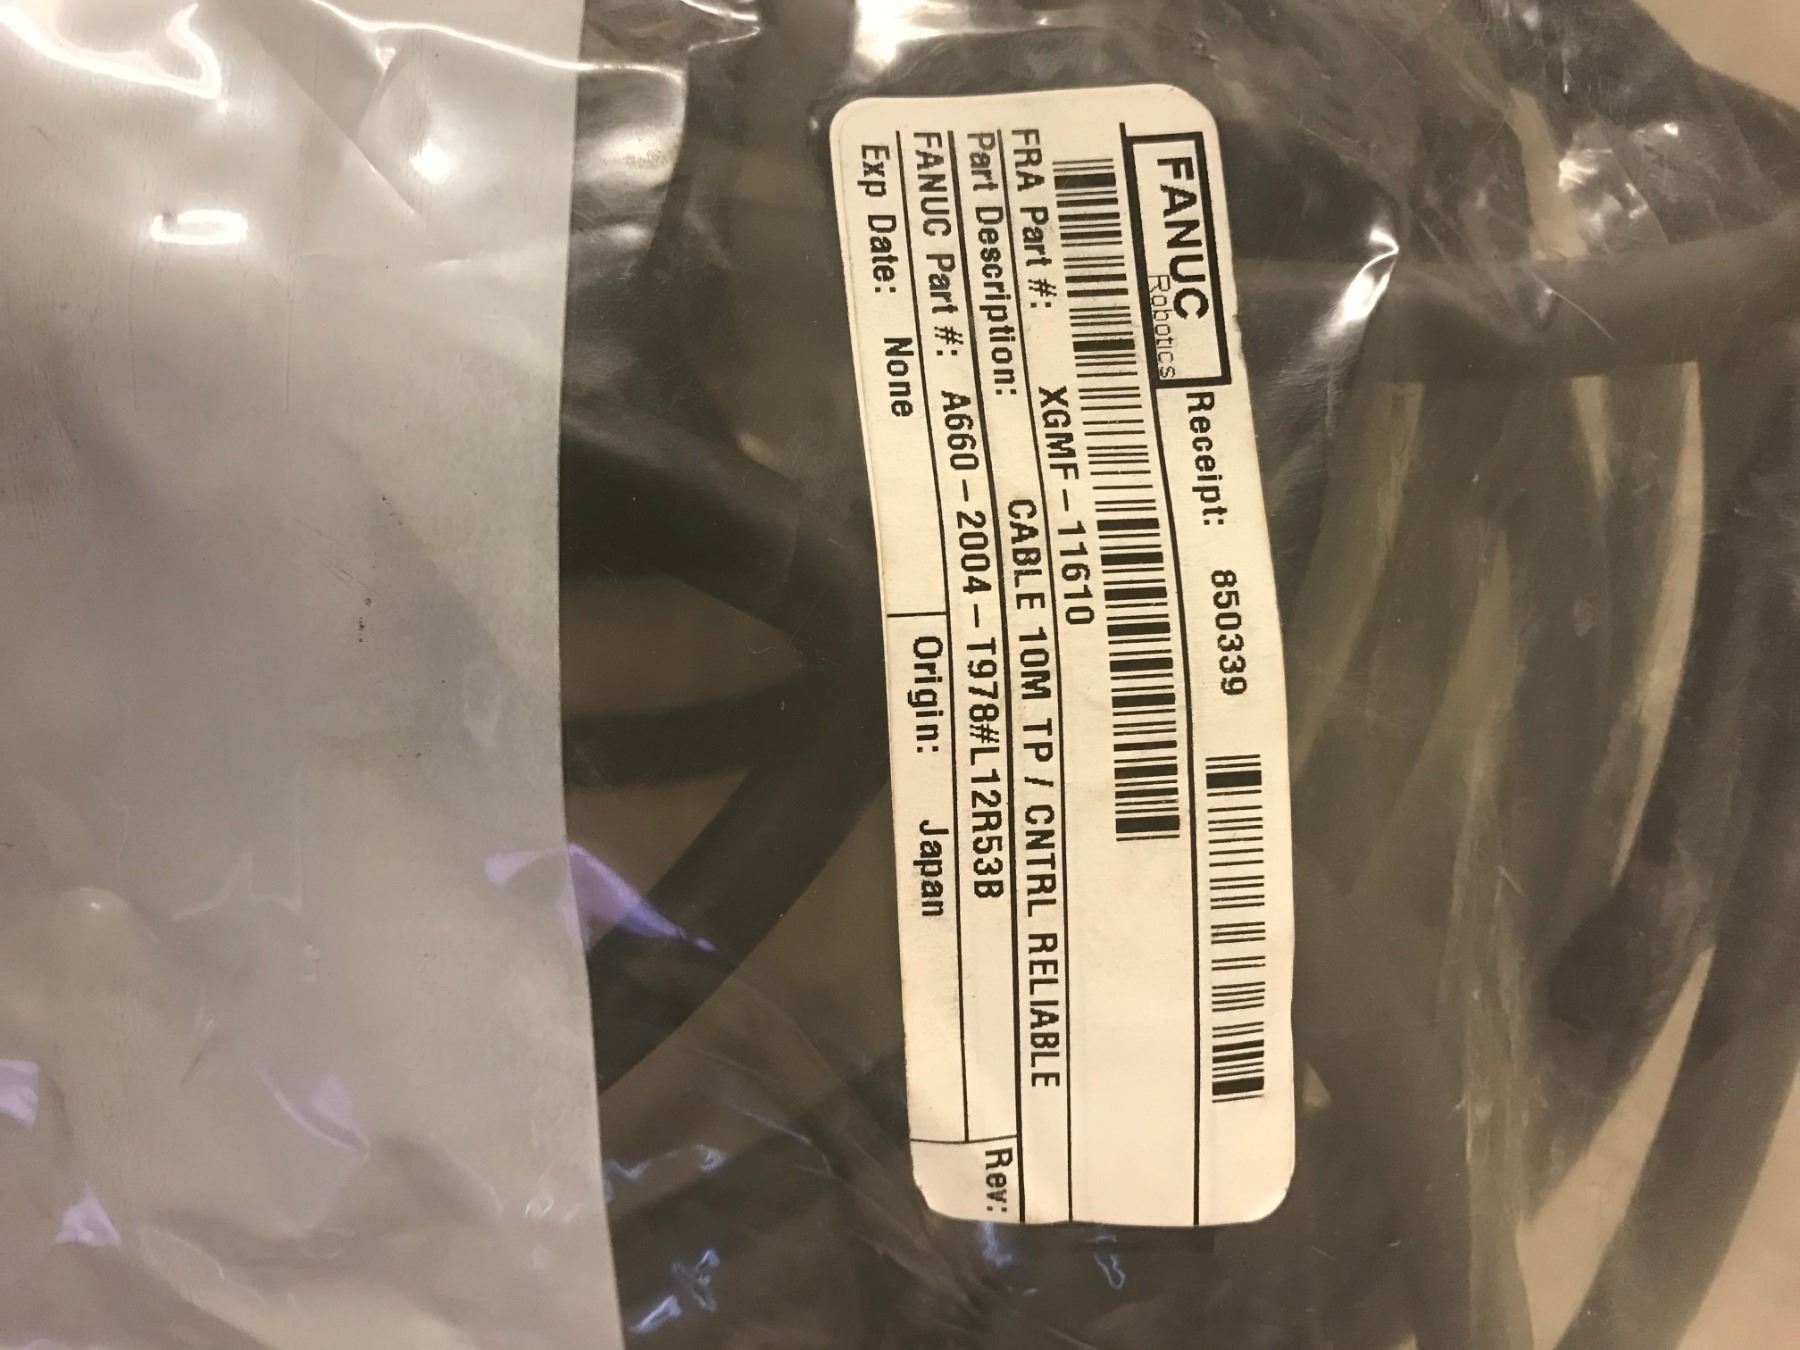 FANUC Robotics Receipt: 850339
FRA Part #: XGMF-11610
Part Description: CABLE 10M TP/CNTRL RELIABLE
FANUC Part #: A660-2004-T978#L12R53B Rev:
Exp Date: None Origin: Japan